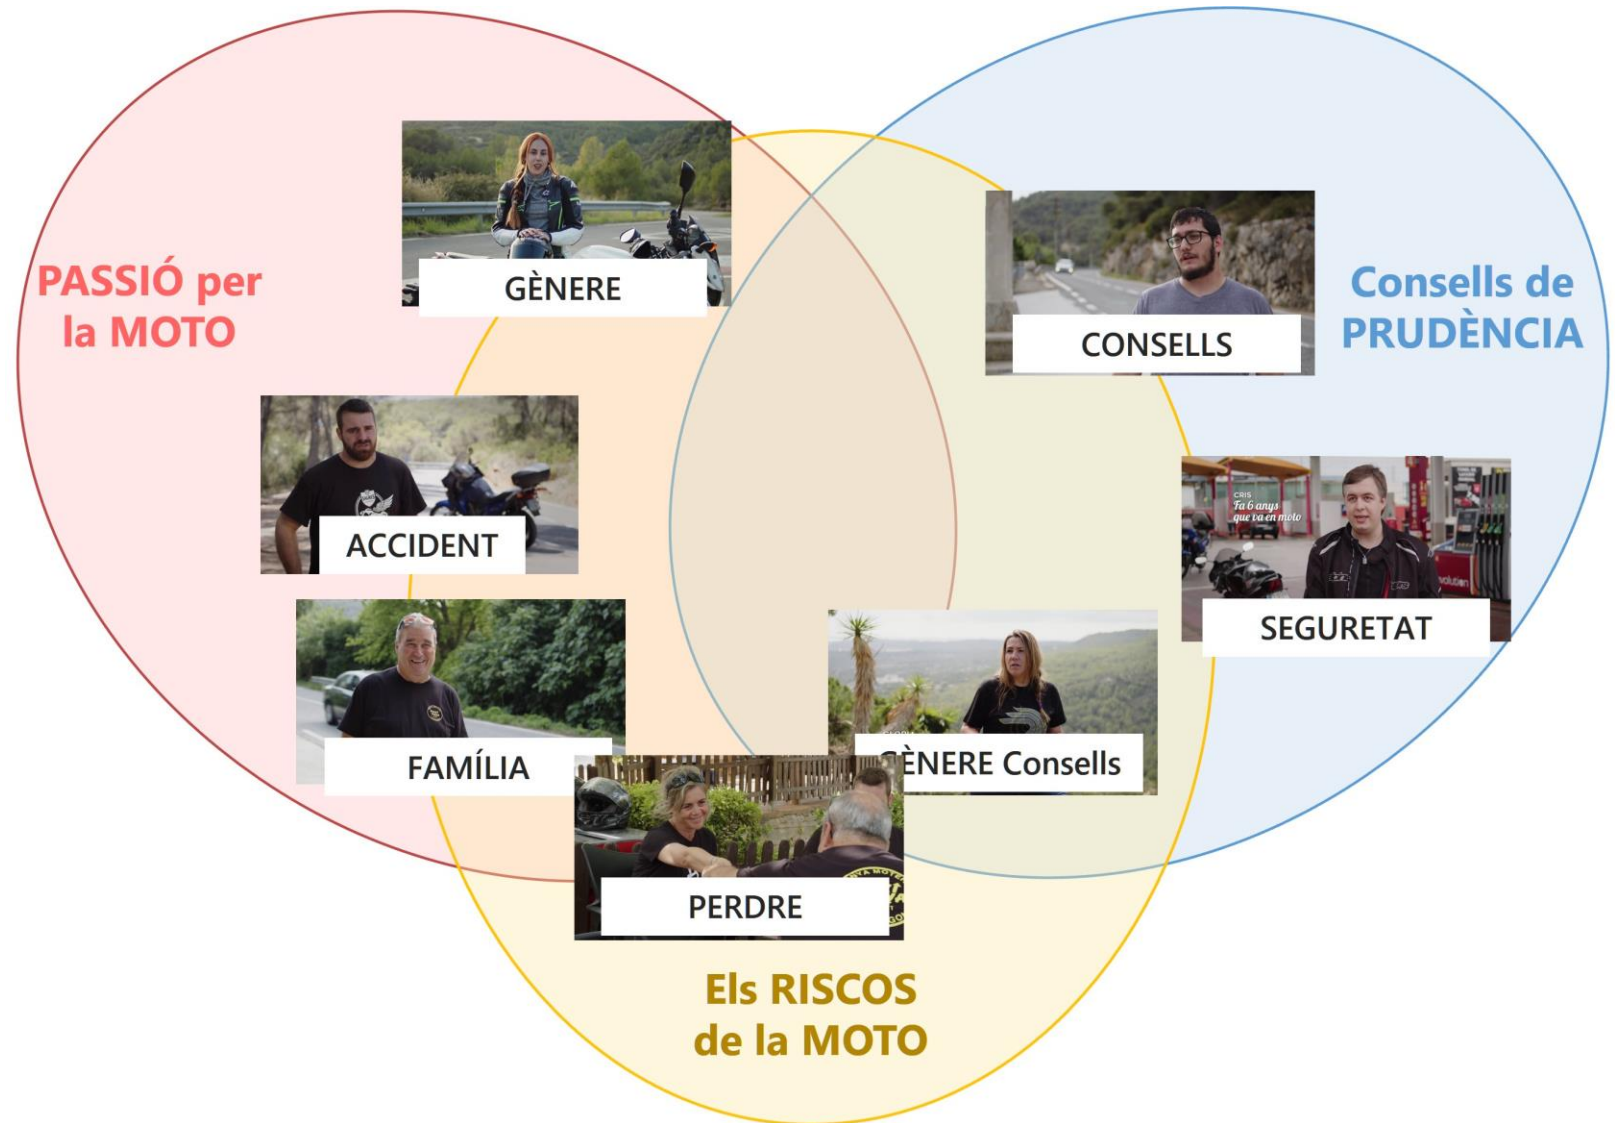 PASSIÓ per
la MOTO
GÈNERE
CONSELLS
Consells de
PRUDÈNCIA
ACCIDENT
CRIS
Fa 6 anys
que va en moto
SEGURETAT
FAMÍLIA
ÈNERE Consells
PERDRE
Els RISCOS
de la MOTO